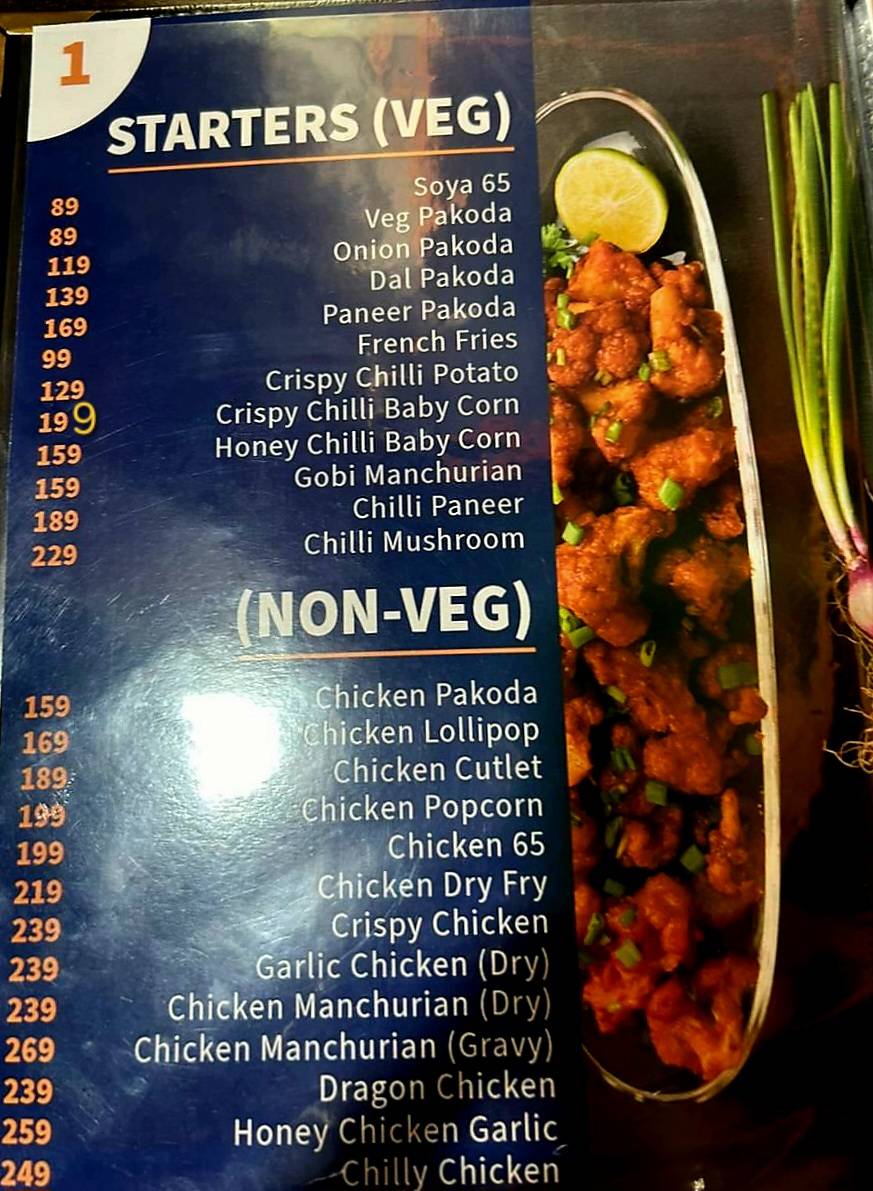 1
STARTERS (VEG)
89 Soya 65
89 Veg Pakoda
119 Onion Pakoda
139 Dal Pakoda
169 Paneer Pakoda
99 French Fries
129 Crispy Chilli Potato
199 Crispy Chilli Baby Corn
159 Honey Chilli Baby Corn
159 Gobi Manchurian
189 Chilli Paneer
229 Chilli Mushroom
(NON-VEG)
159 Chicken Pakoda
169 Chicken Lollipop
189 Chicken Cutlet
199 Chicken Popcorn
199 Chicken 65
219 Chicken Dry Fry
239 Crispy Chicken
239 Garlic Chicken (Dry)
239 Chicken Manchurian (Dry)
269 Chicken Manchurian (Gravy)
239 Dragon Chicken
259 Honey Chicken Garlic
249 Chilly Chicken